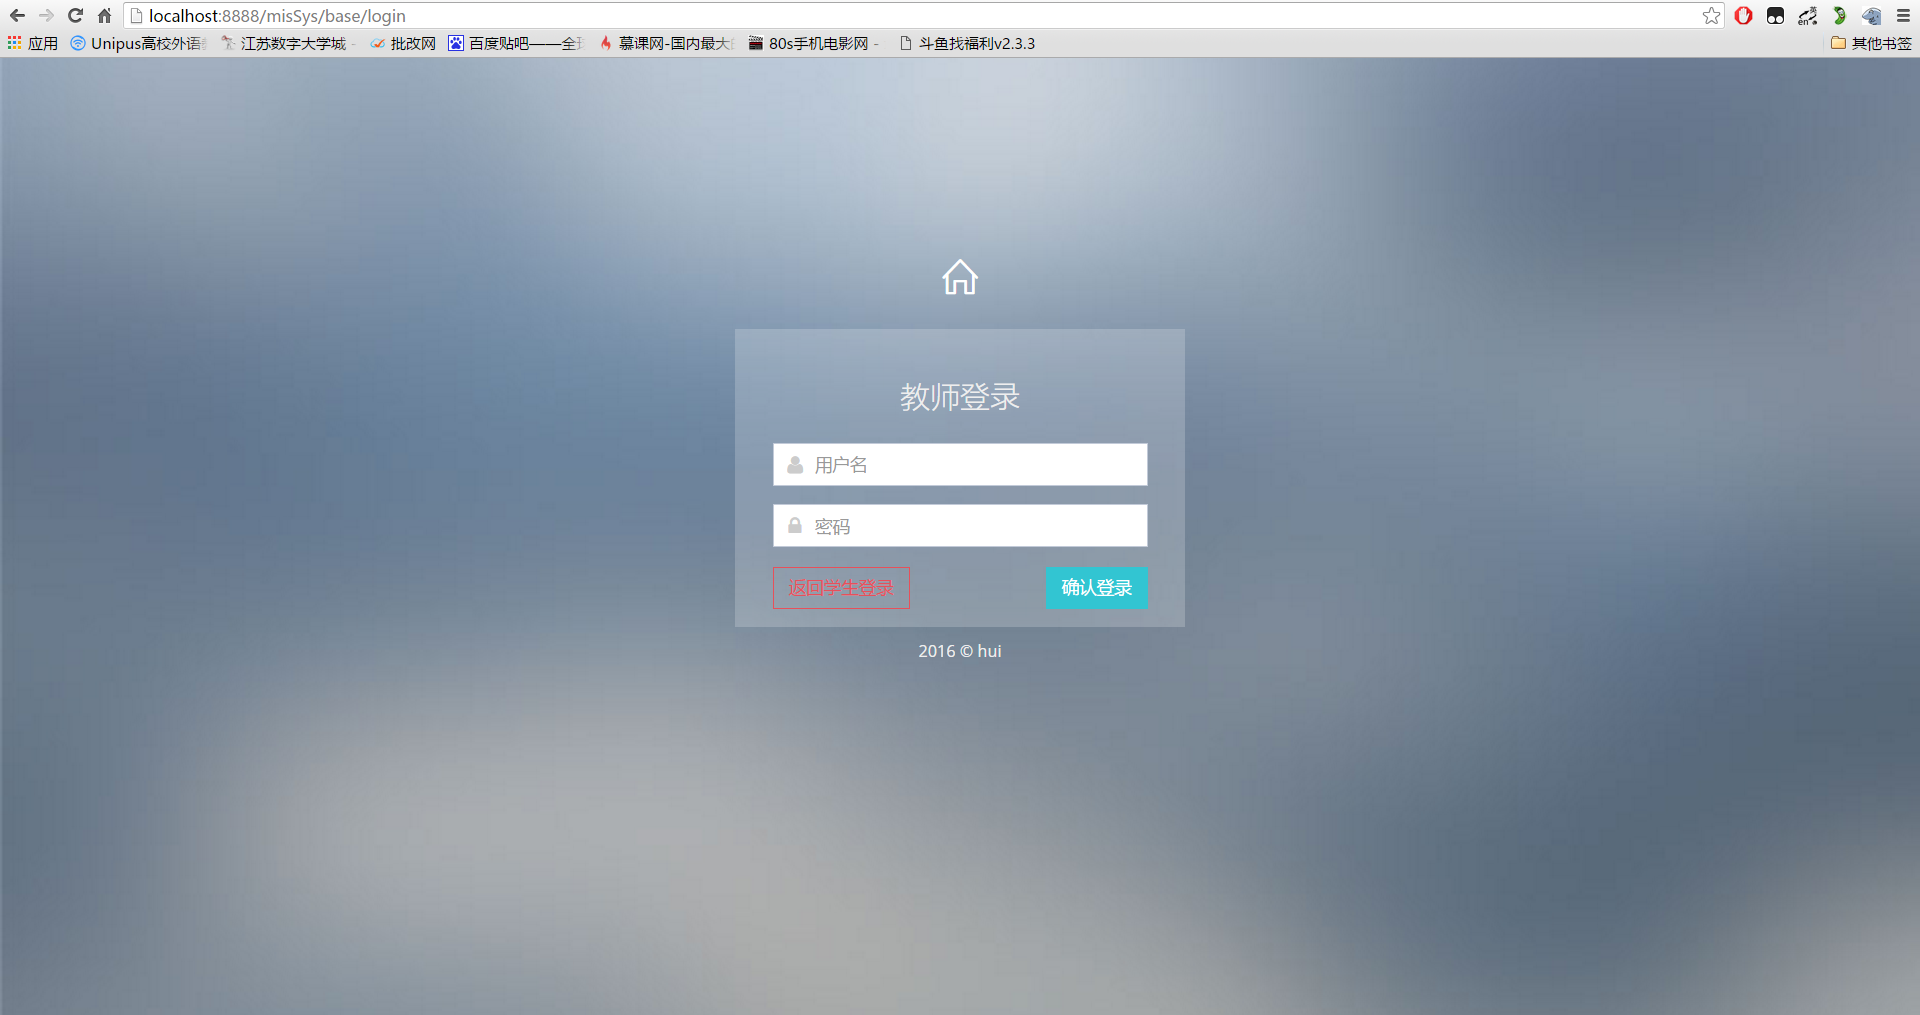 localhost:8888/misSys/base/login
应用 Unipus高校外语 江苏数字大学城 - 批改网 百度贴吧——全 慕课网-国内最大 80s手机电影网 - 斗鱼找福利v2.3.3 其他书签
教师登录
用户名
密码
返回学生登录 确认登录
2016 © hui